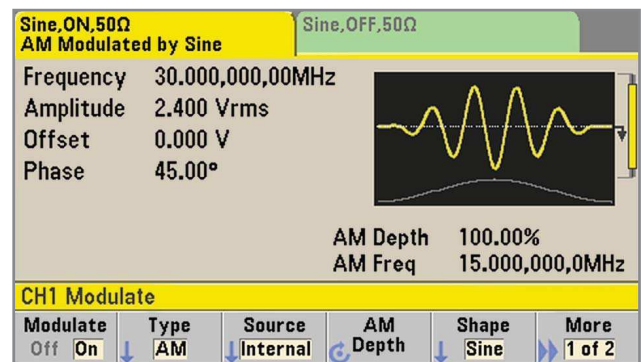 Sine,ON,50Ω
AM Modulated by Sine
Sine,OFF,50Ω
Frequency 30.000,000,00MHz
Amplitude 2.400 Vrms
Offset 0.000 V
Phase 45.00°
AM Depth 100.00%
AM Freq 15.000,000,0MHz
CH1 Modulate
Modulate Type Source AM Shape More
Off On AM Internal Depth Sine 1 of 2